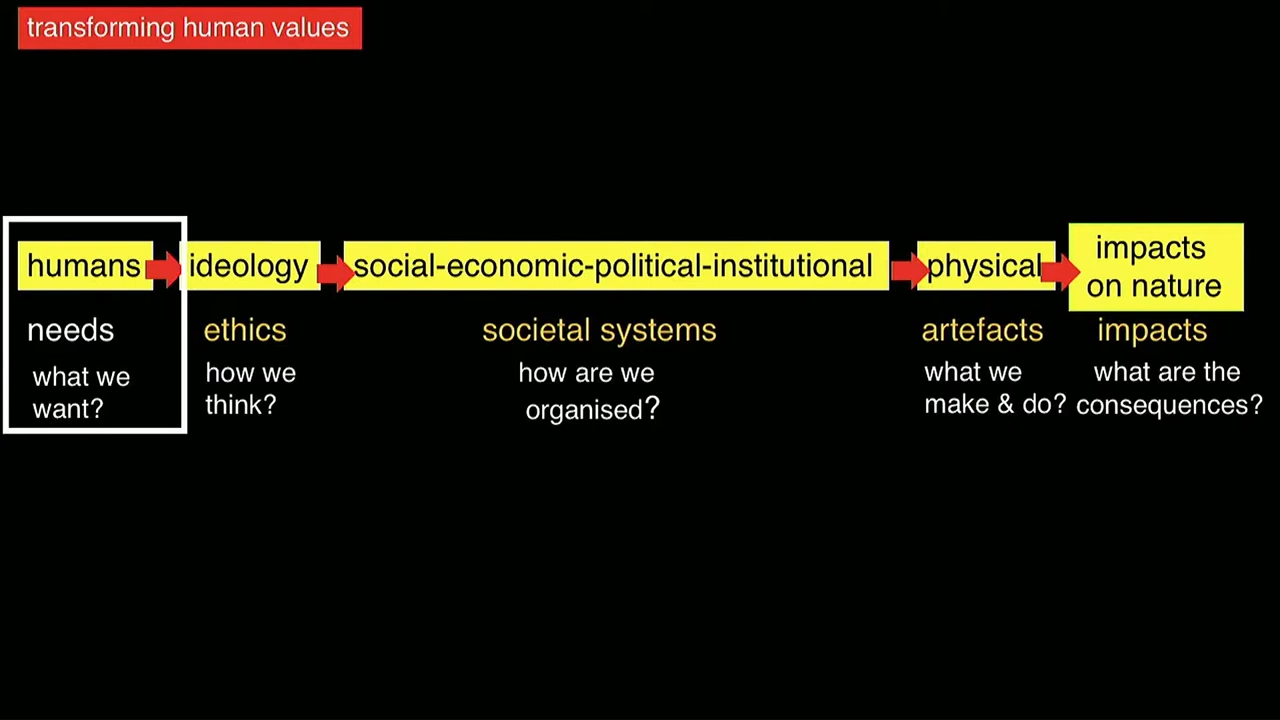 transforming human values
humans
ideology
social-economic-political-institutional
physical
impacts
on nature
needs
ethics
societal systems
artefacts
impacts
what we
want?
how we
think?
how are we
organised?
what we
make & do?
what are the
consequences?